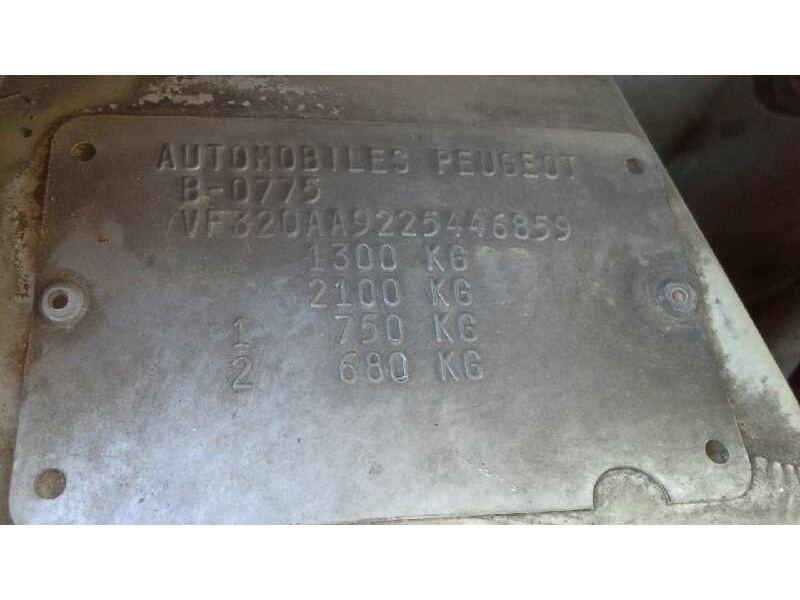 AUTOMOBILES PEUGEOT
B-0775
VF320AA9225446859
1300 KG
2100 KG
1 750 KG
2 680 KG